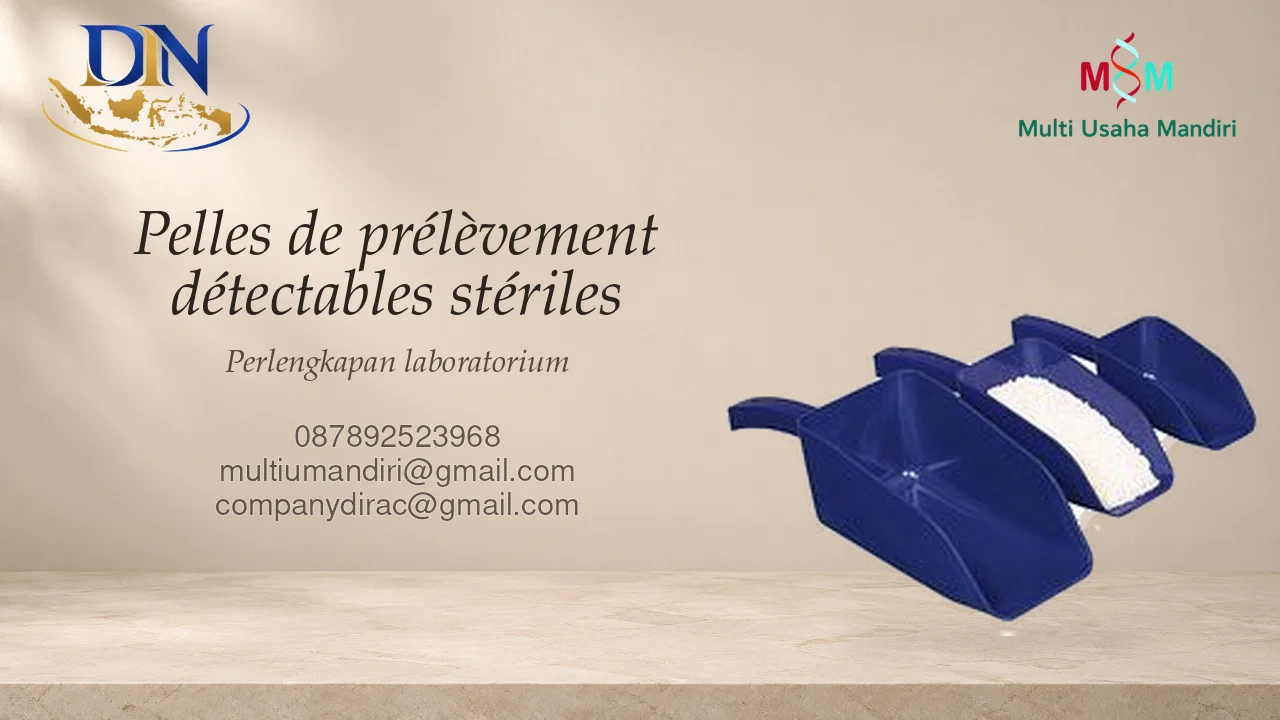 DN
M M
Multi Usaha Mandiri
Pelles de prélèvement
détectables stériles
Perlengkapan laboratorium
087892523968
multiumandiri@gmail.com
companydirac@gmail.com